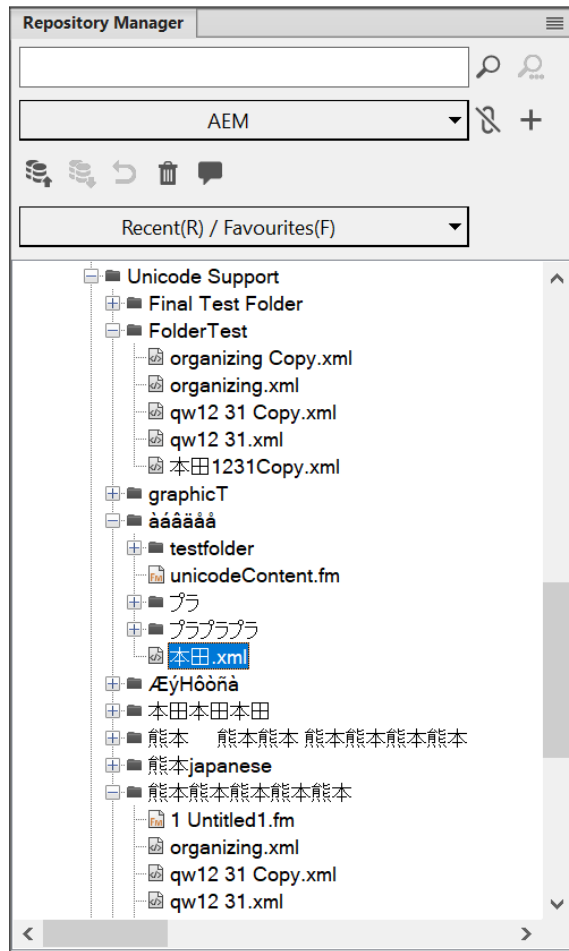 Repository Manager
AEM
Recent(R) / Favourites(F)
Unicode Support
Final Test Folder
FolderTest
organizing Copy.xml
organizing.xml
qw12 31 Copy.xml
qw12 31.xml
本田1231Copy.xml
graphicT
àáâäåå
testfolder
unicodeContent.fm
プラ
プラプラプラ
本田.xml
ÆýHôòñà
本田本田本田
熊本　熊本熊本 熊本熊本熊本熊本
熊本japanese
熊本熊本熊本熊本熊本
1 Untitled1.fm
organizing.xml
qw12 31 Copy.xml
qw12 31.xml